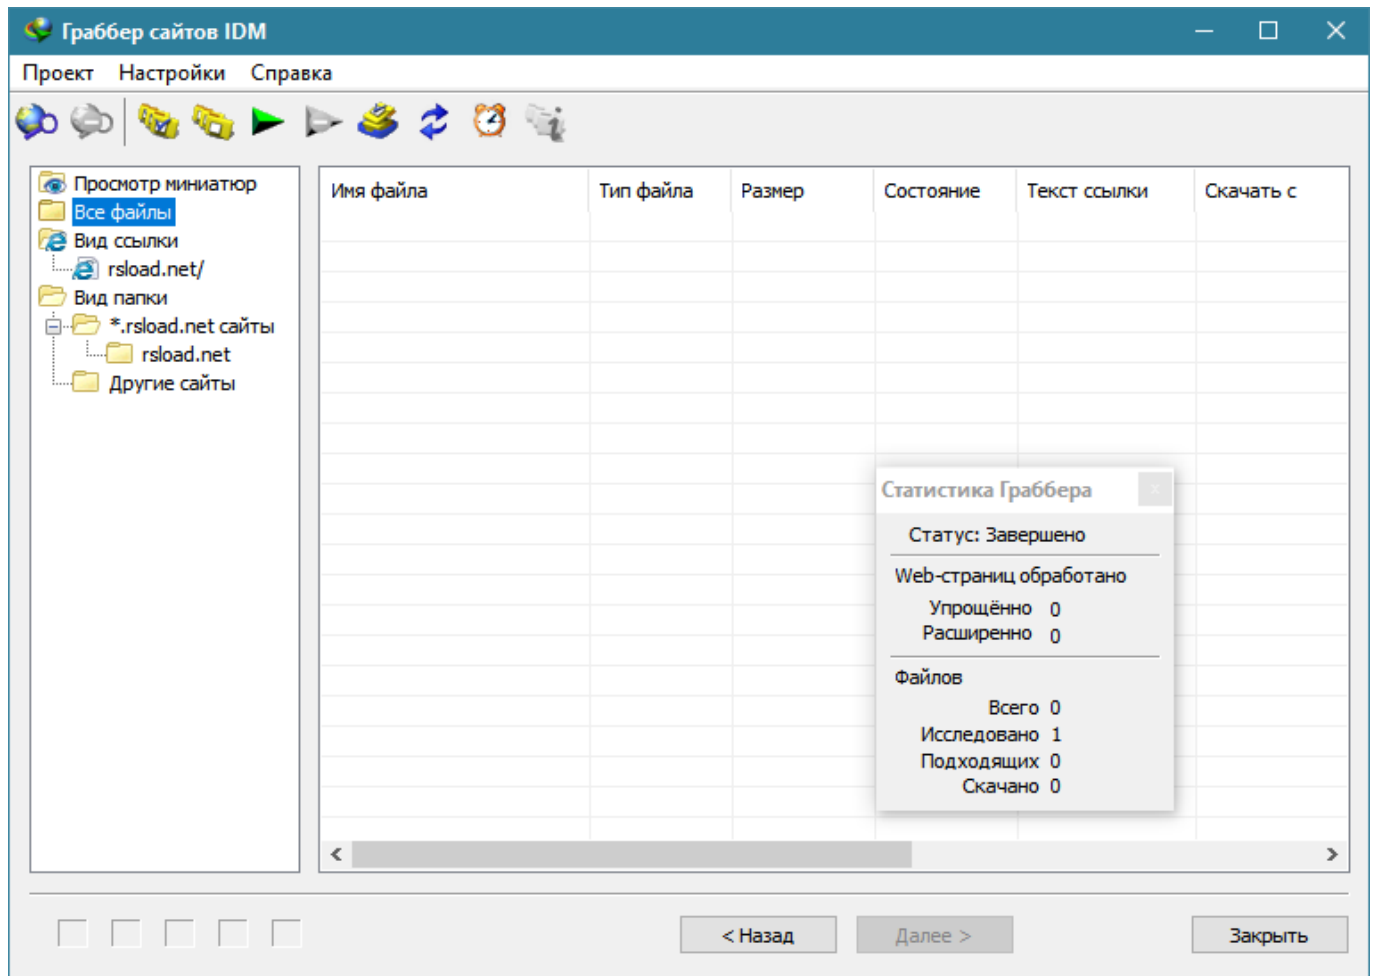 Граббер сайтов IDM
Проект Настройки Справка
Просмотр миниатюр
Все файлы
Вид ссылки
rsload.net/
Вид папки
*.rsload.net сайты
rsload.net
Другие сайты
Имя файла Тип файла Размер Состояние Текст ссылки Скачать с
Статистика Граббера
Статус: Завершено
Web-страниц обработано
Упрощённо 0
Расширенно 0
Файлов
Всего 0
Исследовано 1
Подходящих 0
Скачано 0
< Назад Далее > Закрыть